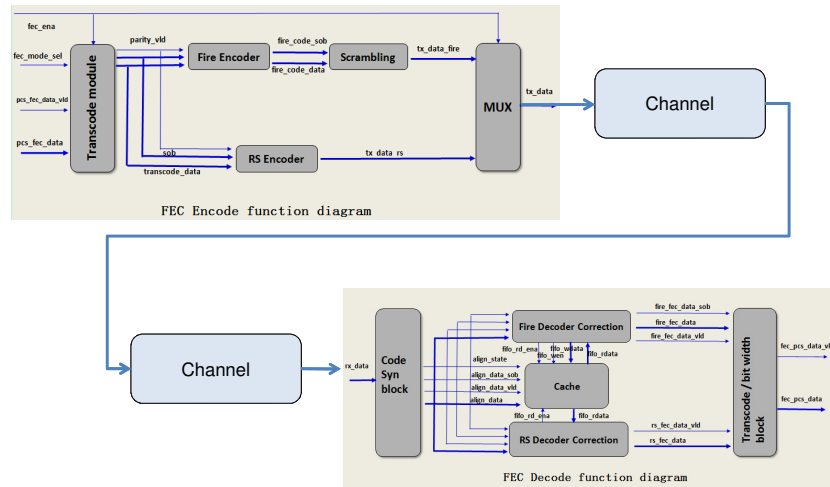 fec_ena
fec_mode_sel
pcs_fec_data_vld
pcs_fec_data
Transcode module
parity_vld
sob
transcode_data
Fire Encoder
fire_code_sob
fire_code_data
Scrambling
tx_data_fire
RS Encoder
tx_data_rs
MUX
tx_data
Channel
FEC Encode function diagram
Channel
rx_data
Code
Syn
block
align_state
align_data_sob
align_data_vld
align_data
Fire Decoder Correction
fifo_rd_ena
fifo_wdata
fifo_wen
fifo_rdata
Cache
fifo_rd_ena
fifo_rdata
RS Decoder Correction
fire_fec_data_sob
fire_fec_data
fire_fec_data_vld
rs_fec_data_vld
rs_fec_data
Transcode / bit width
block
fec_pcs_data_vl
fec_pcs_data
FEC Decode function diagram